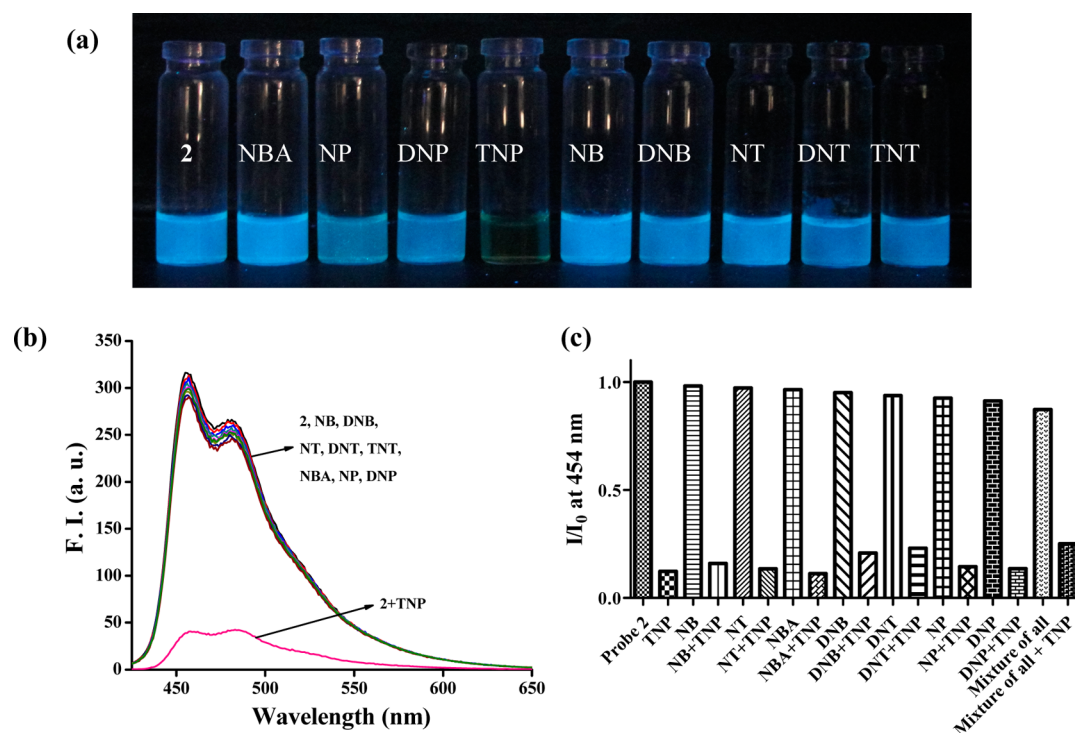 (a)
2 NBA NP DNP TNP NB DNB NT DNT TNT
(b)
350
300
250
200
150
100
50
0
F. I. (a. u.)
2, NB, DNB,
NT, DNT, TNT,
NBA, NP, DNP
2+TNP
450 500 550 600 650
Wavelength (nm)
(c)
1.0
0.5
0.0
I/I0 at 454 nm
Probe 2
TNP
NB
NB+TNP
NT
NT+TNP
NBA
NBA+TNP
DNB
DNB+TNP
DNT
DNT+TNP
NP
NP+TNP
DNP
DNP+TNP
Mixture of all
Mixture of all + TNP